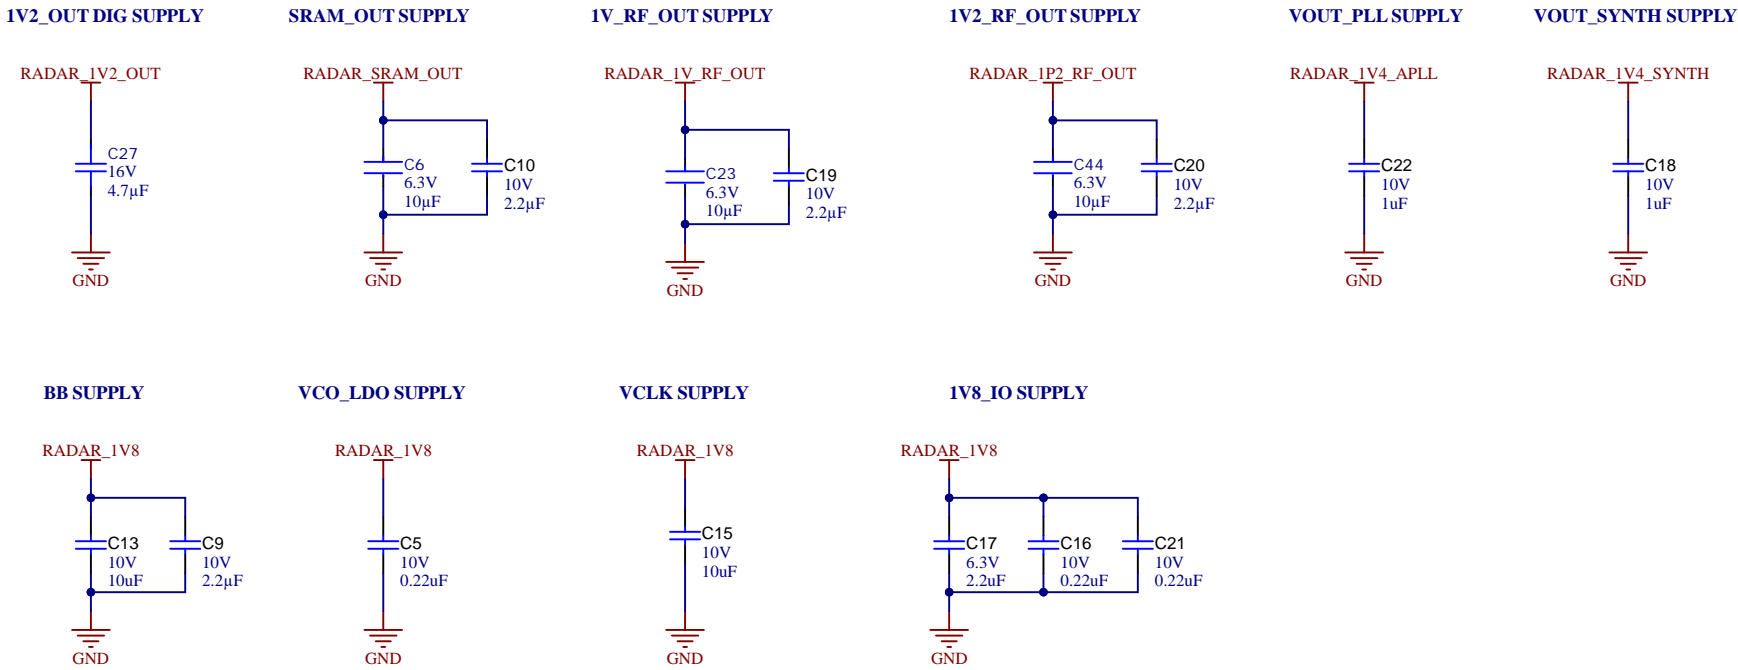 1V2_OUT DIG SUPPLY
RADAR_1V2_OUT
C27
16V
4.7µF
GND
SRAM_OUT SUPPLY
RADAR_SRAM_OUT
C6
6.3V
10µF
C10
10V
2.2µF
GND
1V_RF_OUT SUPPLY
RADAR_1V_RF_OUT
C23
6.3V
10µF
C19
10V
2.2µF
GND
1V2_RF_OUT SUPPLY
RADAR_1P2_RF_OUT
C44
6.3V
10µF
C20
10V
2.2µF
GND
VOUT_PLL SUPPLY
RADAR_1V4_APLL
C22
10V
1uF
GND
VOUT_SYNTH SUPPLY
RADAR_1V4_SYNTH
C18
10V
1uF
GND
BB SUPPLY
RADAR_1V8
C13
10V
10uF
C9
10V
2.2µF
GND
VCO_LDO SUPPLY
RADAR_1V8
C5
10V
0.22uF
GND
VCLK SUPPLY
RADAR_1V8
C15
10V
10uF
GND
1V8_IO SUPPLY
RADAR_1V8
C17
6.3V
2.2uF
C16
10V
0.22uF
C21
10V
0.22uF
GND